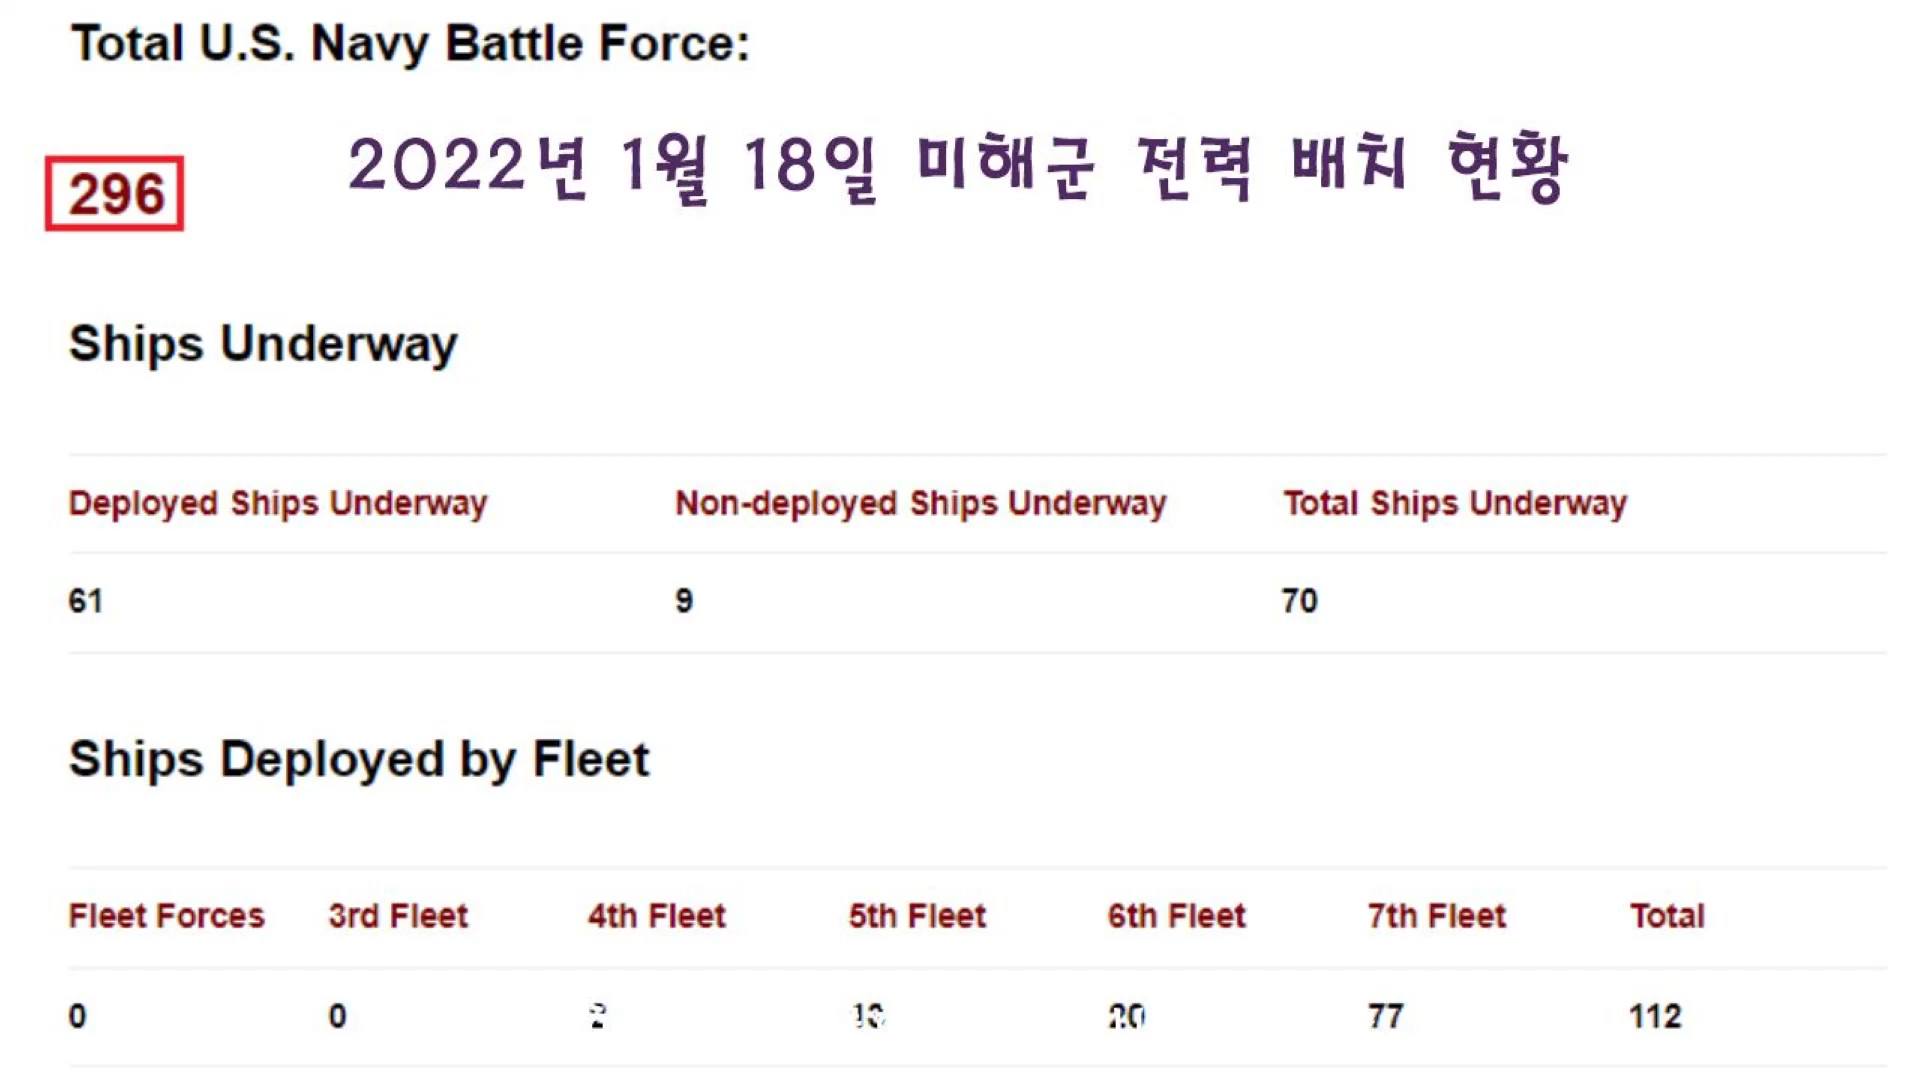 Total U.S. Navy Battle Force:
2022년 1월 18일 미해군 전력 배치 현황
296
Ships Underway
Deployed Ships Underway Non-deployed Ships Underway Total Ships Underway
61 9 70
Ships Deployed by Fleet
Fleet Forces 3rd Fleet 4th Fleet 5th Fleet 6th Fleet 7th Fleet Total
0 0 20 77 112